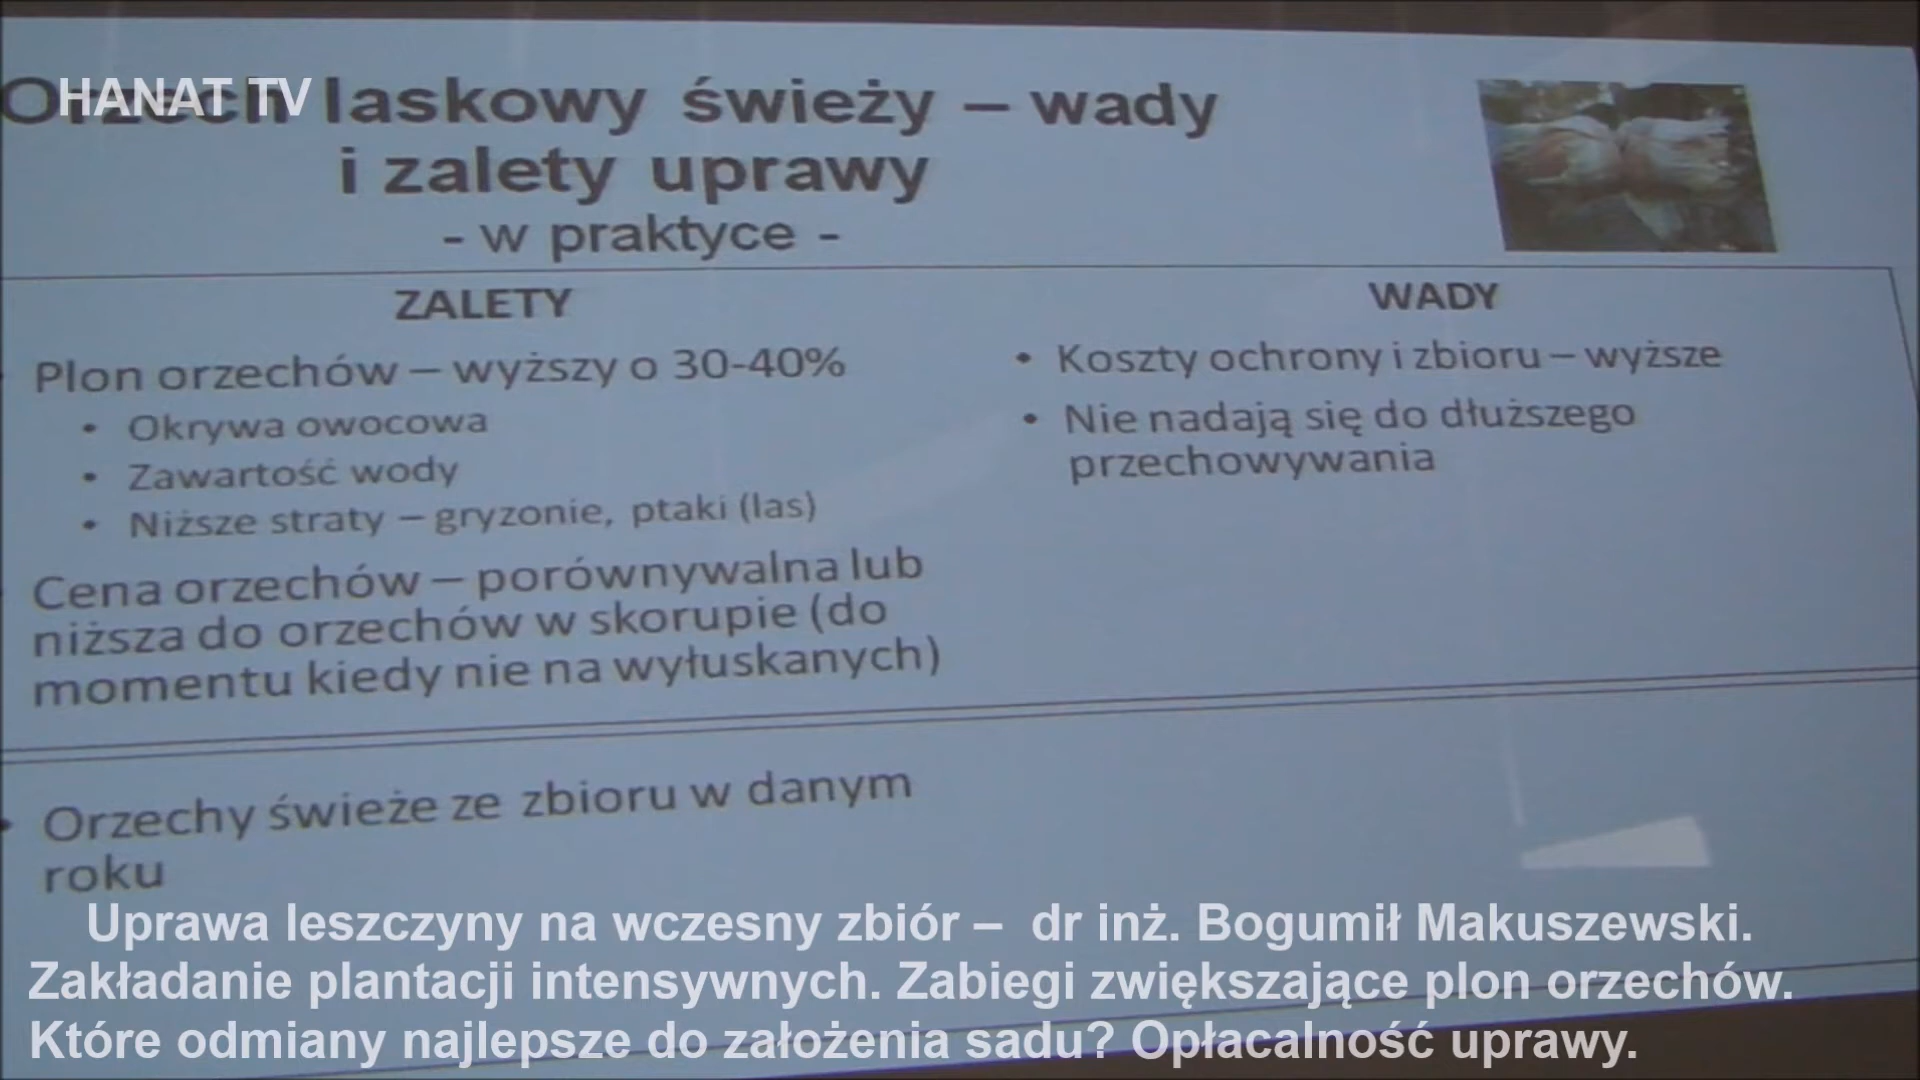 HANAT TV
Orzech laskowy świeży – wady
i zalety uprawy
- w praktyce -
ZALETY
Plon orzechów – wyższy o 30-40%
• Okrywa owocowa
• Zawartość wody
• Niższe straty – gryzonie, ptaki (las)
Cena orzechów – porównywalna lub
niższa do orzechów w skorupie (do
momentu kiedy nie na wyłuskanych)
WADY
• Koszty ochrony i zbioru – wyższe
• Nie nadają się do dłuższego
przechowywania
• Orzechy świeże ze zbioru w danym
roku
Uprawa leszczyny na wczesny zbiór – dr inż. Bogumił Makuszewski.
Zakładanie plantacji intensywnych. Zabiegi zwiększające plon orzechów.
Które odmiany najlepsze do założenia sadu? Opłacalność uprawy.